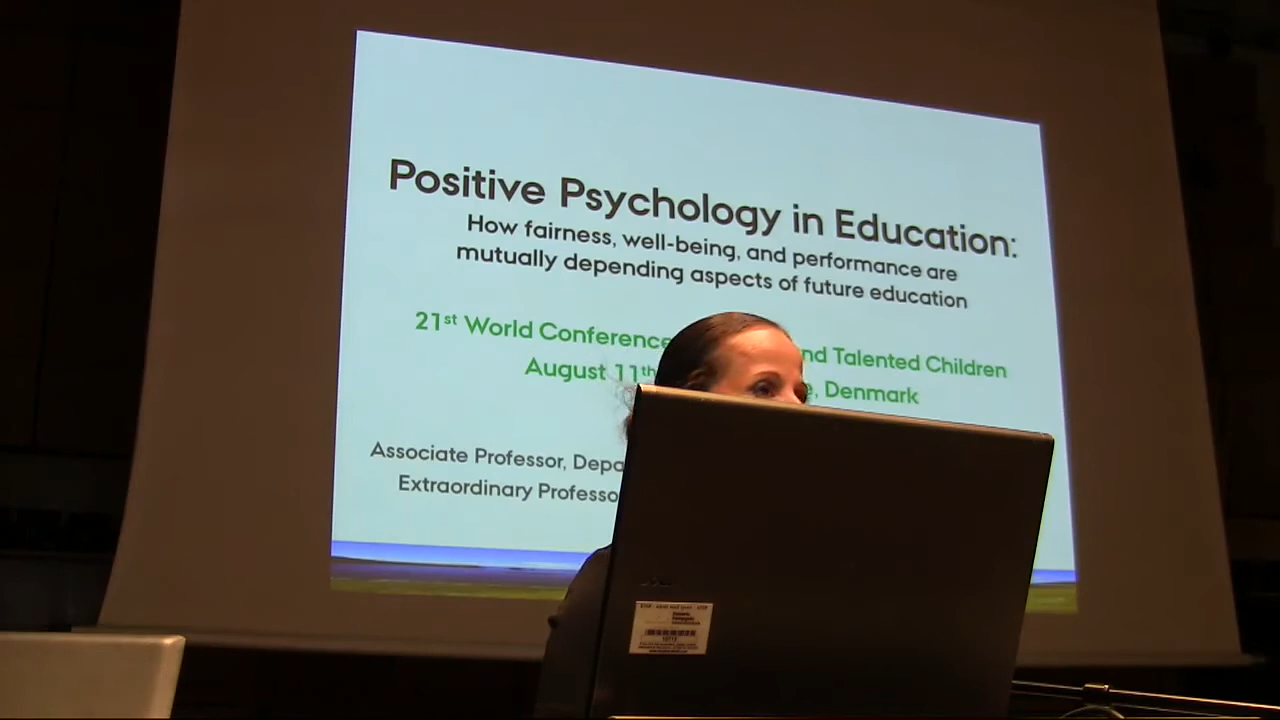 Positive Psychology in Education:
How fairness, well-being, and performance are
mutually depending aspects of future education
21st World Conference nd Talented Children
August 11th , Denmark
Associate Professor, Depa
Extraordinary Professo